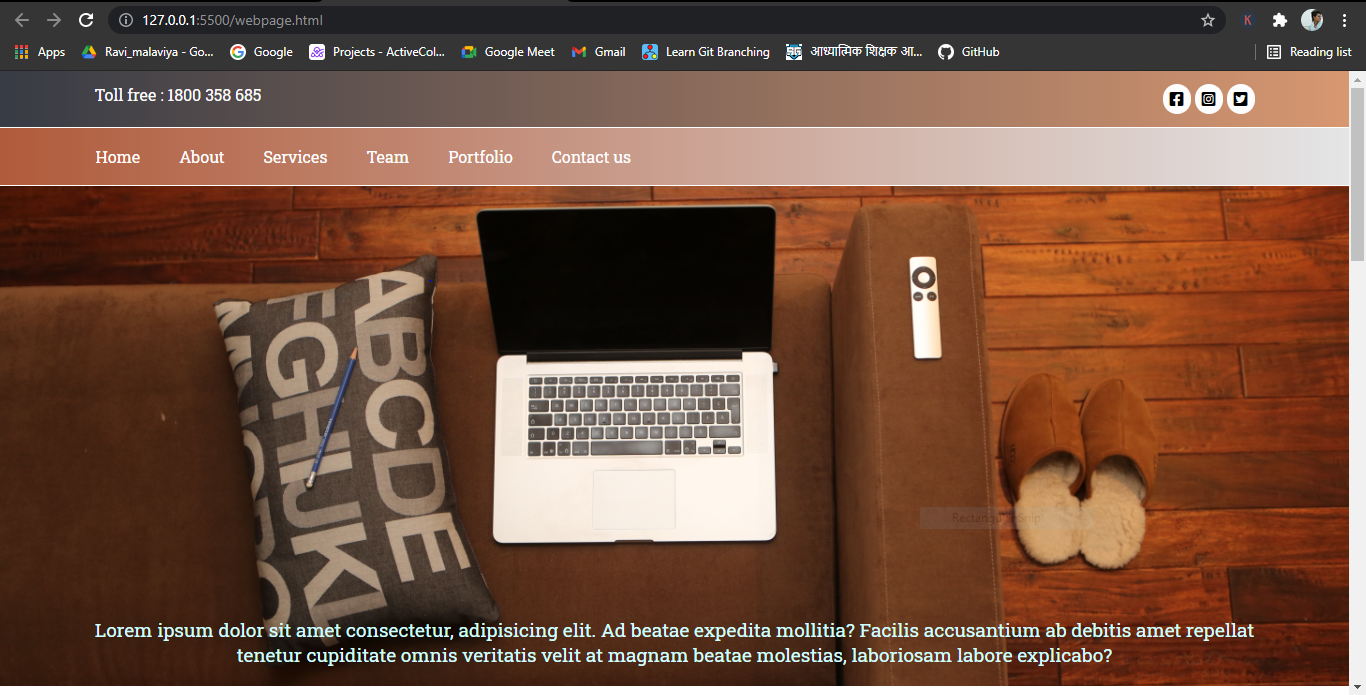 127.0.0.1:5500/webpage.html
K
Apps
Ravi_malaviya - Go...
Google
Projects - ActiveCol...
Google Meet
Gmail
Learn Git Branching
आध्यात्मिक शिक्षक आ...
GitHub
Reading list
Toll free : 1800 358 685
Home
About
Services
Team
Portfolio
Contact us
ABCDE
FGHIJKL
Lorem ipsum dolor sit amet consectetur, adipisicing elit. Ad beatae expedita mollitia? Facilis accusantium ab debitis amet repellat
tenetur cupiditate omnis veritatis velit at magnam beatae molestias, laboriosam labore explicabo?